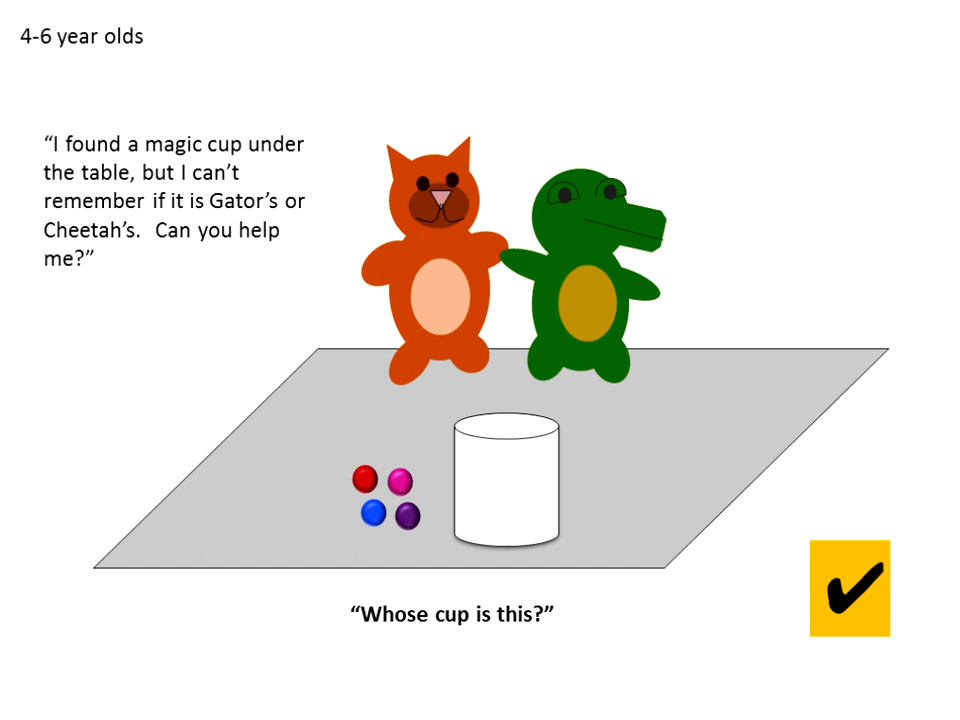 4-6 year olds
“I found a magic cup under
the table, but I can’t
remember if it is Gator’s or
Cheetah’s.  Can you help
me?”
“Whose cup is this?”